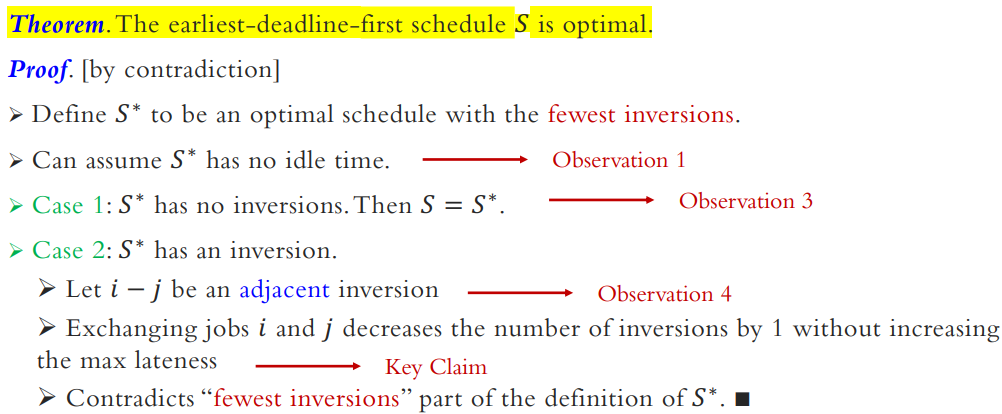 Theorem. The earliest-deadline-first schedule S is optimal.
Proof. [by contradiction]
➢ Define S* to be an optimal schedule with the fewest inversions.
➢ Can assume S* has no idle time. Observation 1
➢ Case 1: S* has no inversions. Then S = S*. Observation 3
➢ Case 2: S* has an inversion.
➢ Let i − j be an adjacent inversion Observation 4
➢ Exchanging jobs i and j decreases the number of inversions by 1 without increasing
the max lateness Key Claim
➢ Contradicts “fewest inversions” part of the definition of S*. ■